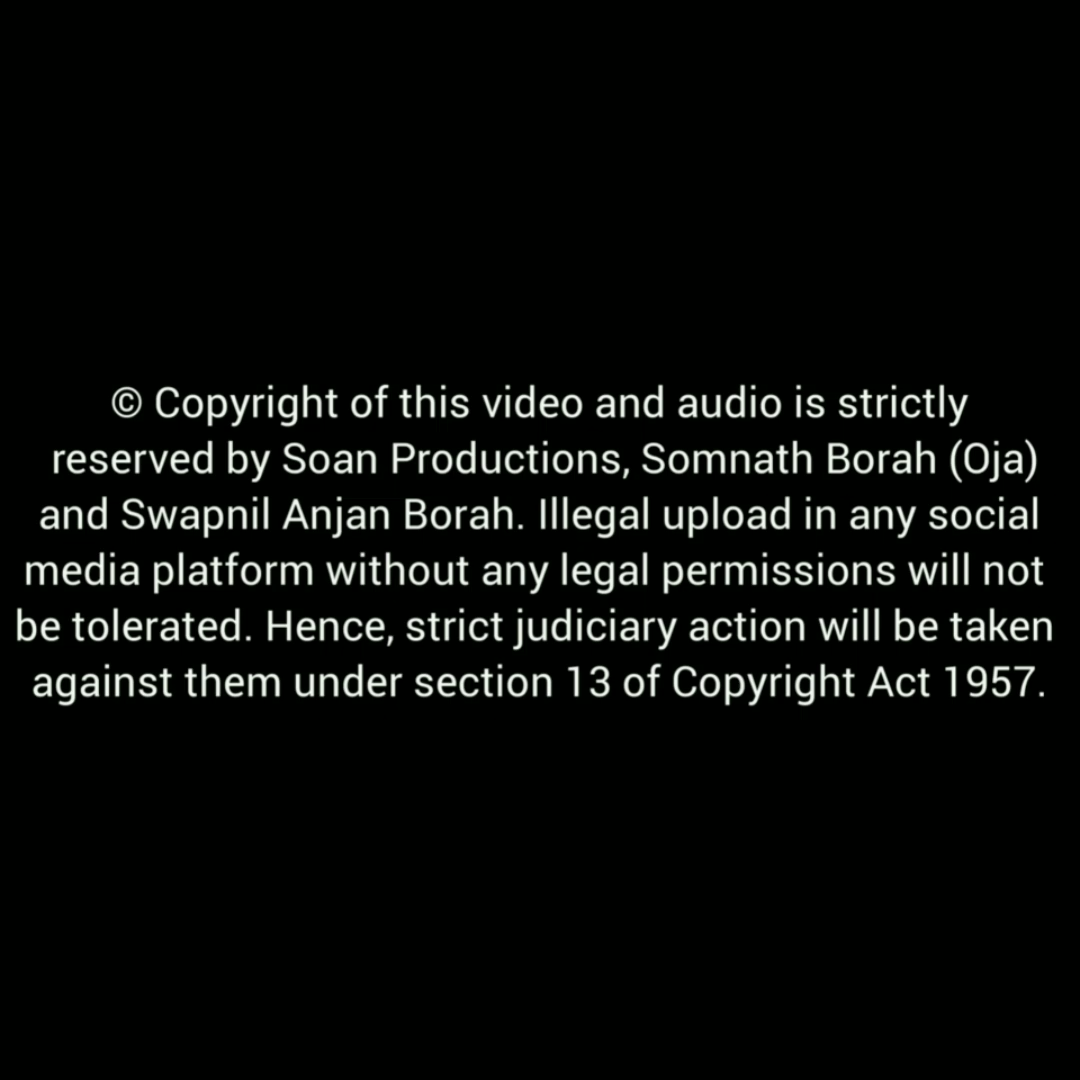 © Copyright of this video and audio is strictly
reserved by Soan Productions, Somnath Borah (Oja)
and Swapnil Anjan Borah. Illegal upload in any social
media platform without any legal permissions will not
be tolerated. Hence, strict judiciary action will be taken
against them under section 13 of Copyright Act 1957.